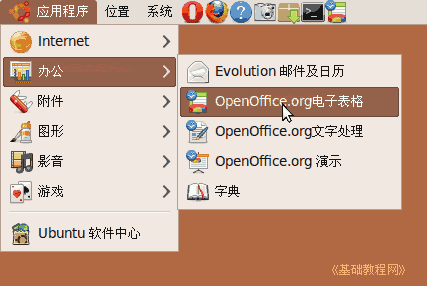 应用程序 位置 系统
Internet
办公
附件
图形
影音
游戏
Ubuntu 软件中心
Evolution 邮件及日历
OpenOffice.org电子表格
OpenOffice.org文字处理
OpenOffice.org 演示
字典
《基础教程网》